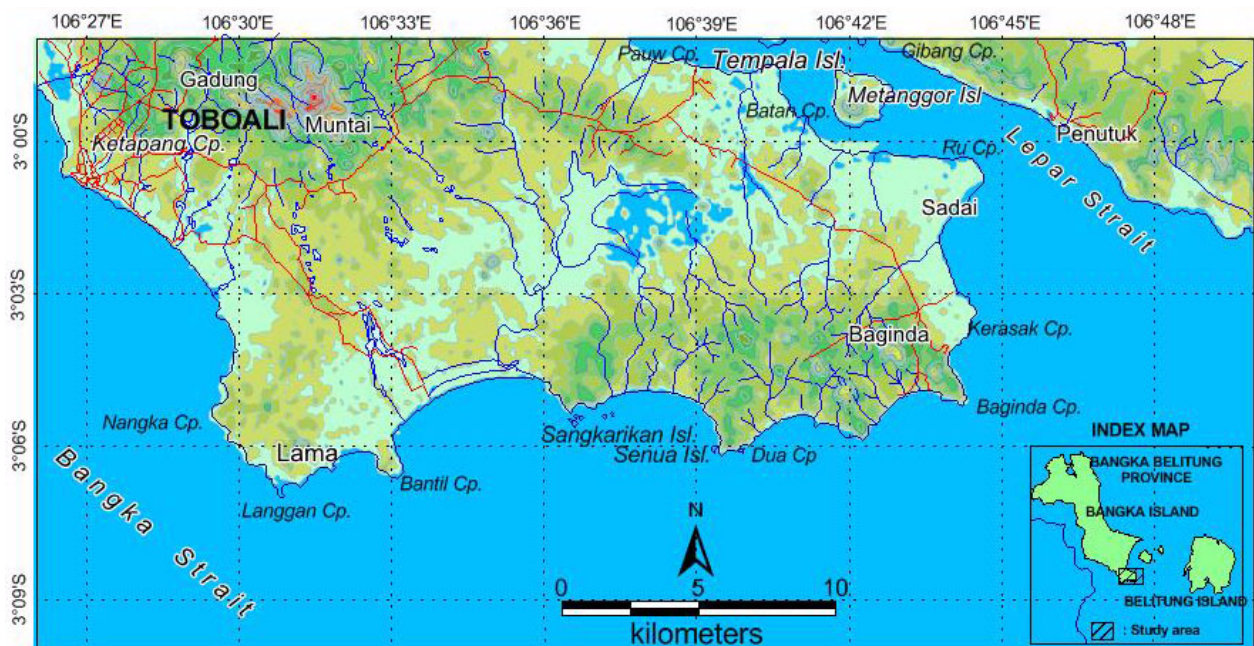 106°27'E 106°30'E 106°33'E 106°36'E 106°39'E 106°42'E 106°45'E 106°48'E
Pauw Cp.
Tempala Isl.
Gibang Cp.
Gadung
Metanggor Isl
TOBOALI
Muntai
Batan Cp.
Penutuk
3°00'S
Ketapang Cp.
Ru Cp.
Lepar Strait
Sadai
3°03'S
Baginda
Kerasak Cp.
Nangka Cp.
Baginda Cp.
Sangkarikan Isl.
3°06'S
Lama
Senua Isl.
Dua Cp
Bantil Cp.
Langgan Cp.
Bangka Strait
3°09'S
N
0 5 10
kilometers
INDEX MAP
BANGKA BELITUNG
PROVINCE
BANGKA ISLAND
BELITUNG ISLAND
: Study area